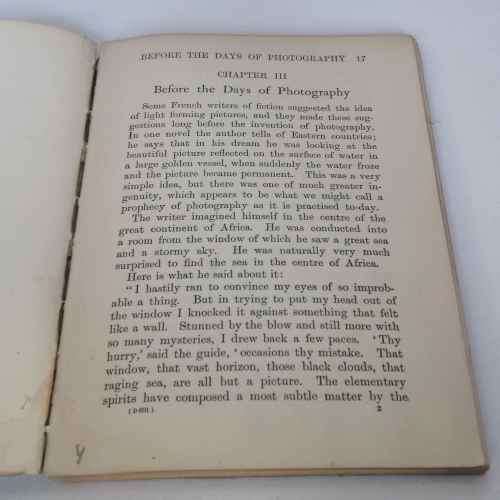 BEFORE THE DAYS OF PHOTOGRAPHY 17
CHAPTER III
Before the Days of Photography
Some French writers of fiction suggested the idea
of light forming pictures, and they made these sug-
gestions long before the invention of photography.
In one novel the author tells of Eastern countries;
he says that in his dream he was looking at the
beautiful picture reflected on the surface of water in
a large golden vessel, when suddenly the water froze
and the picture became permanent. This was a very
simple idea, but there was one of much greater in-
genuity, which appears to be what we might call a
prophecy of photography as it is practised to-day.
The writer imagined himself in the centre of the
great continent of Africa. He was conducted into
a room from the window of which he saw a great sea
and a stormy sky. He was naturally very much
surprised to find the sea in the centre of Africa.
Here is what he said about it:
"I hastily ran to convince my eyes of so improb-
able a thing. But in trying to put my head out of
the window I knocked it against something that felt
like a wall. Stunned by the blow and still more with
so many mysteries, I drew back a few paces. 'Thy
hurry,' said the guide, 'occasions thy mistake. That
window, that vast horizon, those black clouds, that
raging sea, are all but a picture. The elementary
spirits have composed a most subtle matter by the
2
4